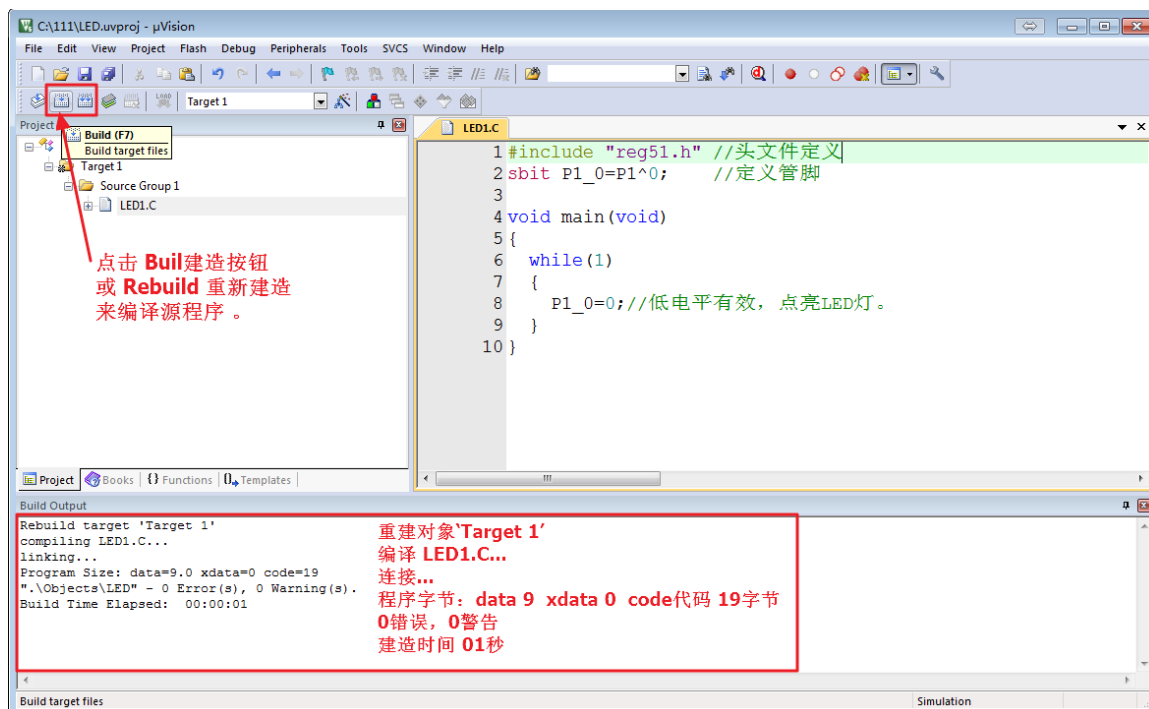 C:\111\LED.uvproj - µVision
File Edit View Project Flash Debug Peripherals Tools SVCS Window Help
LOAD Target 1
Project
Build (F7)
Build target files
Target 1
Source Group 1
LED1.C
点击 Buil建造按钮
或 Rebuild 重新建造
来编译源程序 。
LED1.C
1 #include "reg51.h" //头文件定义
2 sbit P1_0=P1^0; //定义管脚
3
4 void main(void)
5 {
6 while(1)
7 {
8 P1_0=0;//低电平有效，点亮LED灯。
9 }
10 }
Project Books {} Functions 0 Templates
Build Output
Rebuild target 'Target 1'
compiling LED1.C...
linking...
Program Size: data=9.0 xdata=0 code=19
".\Objects\LED" - 0 Error(s), 0 Warning(s).
Build Time Elapsed: 00:00:01
重建对象‘Target 1’
编译 LED1.C...
连接...
程序字节：data 9 xdata 0 code代码 19字节
0错误，0警告
建造时间 01秒
Build target files Simulation